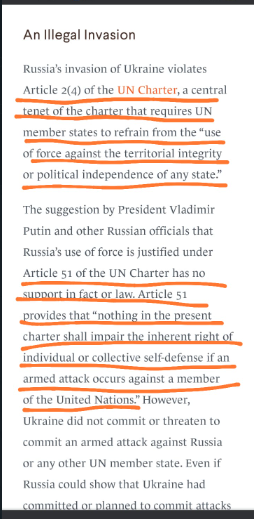 An Illegal Invasion
Russia's invasion of Ukraine violates
Article 2(4) of the UN Charter, a central
tenet of the charter that requires UN
member states to refrain from the “use
of force against the territorial integrity
or political independence of any state.”
The suggestion by President Vladimir
Putin and other Russian officials that
Russia's use of force is justified under
Article 51 of the UN Charter has no
support in fact or law. Article 51
provides that “nothing in the present
charter shall impair the inherent right of
individual or collective self-defense if an
armed attack occurs against a member
of the United Nations.” However,
Ukraine did not commit or threaten to
commit an armed attack against Russia
or any other UN member state. Even if
Russia could show that Ukraine had
committed or planned to commit attacks